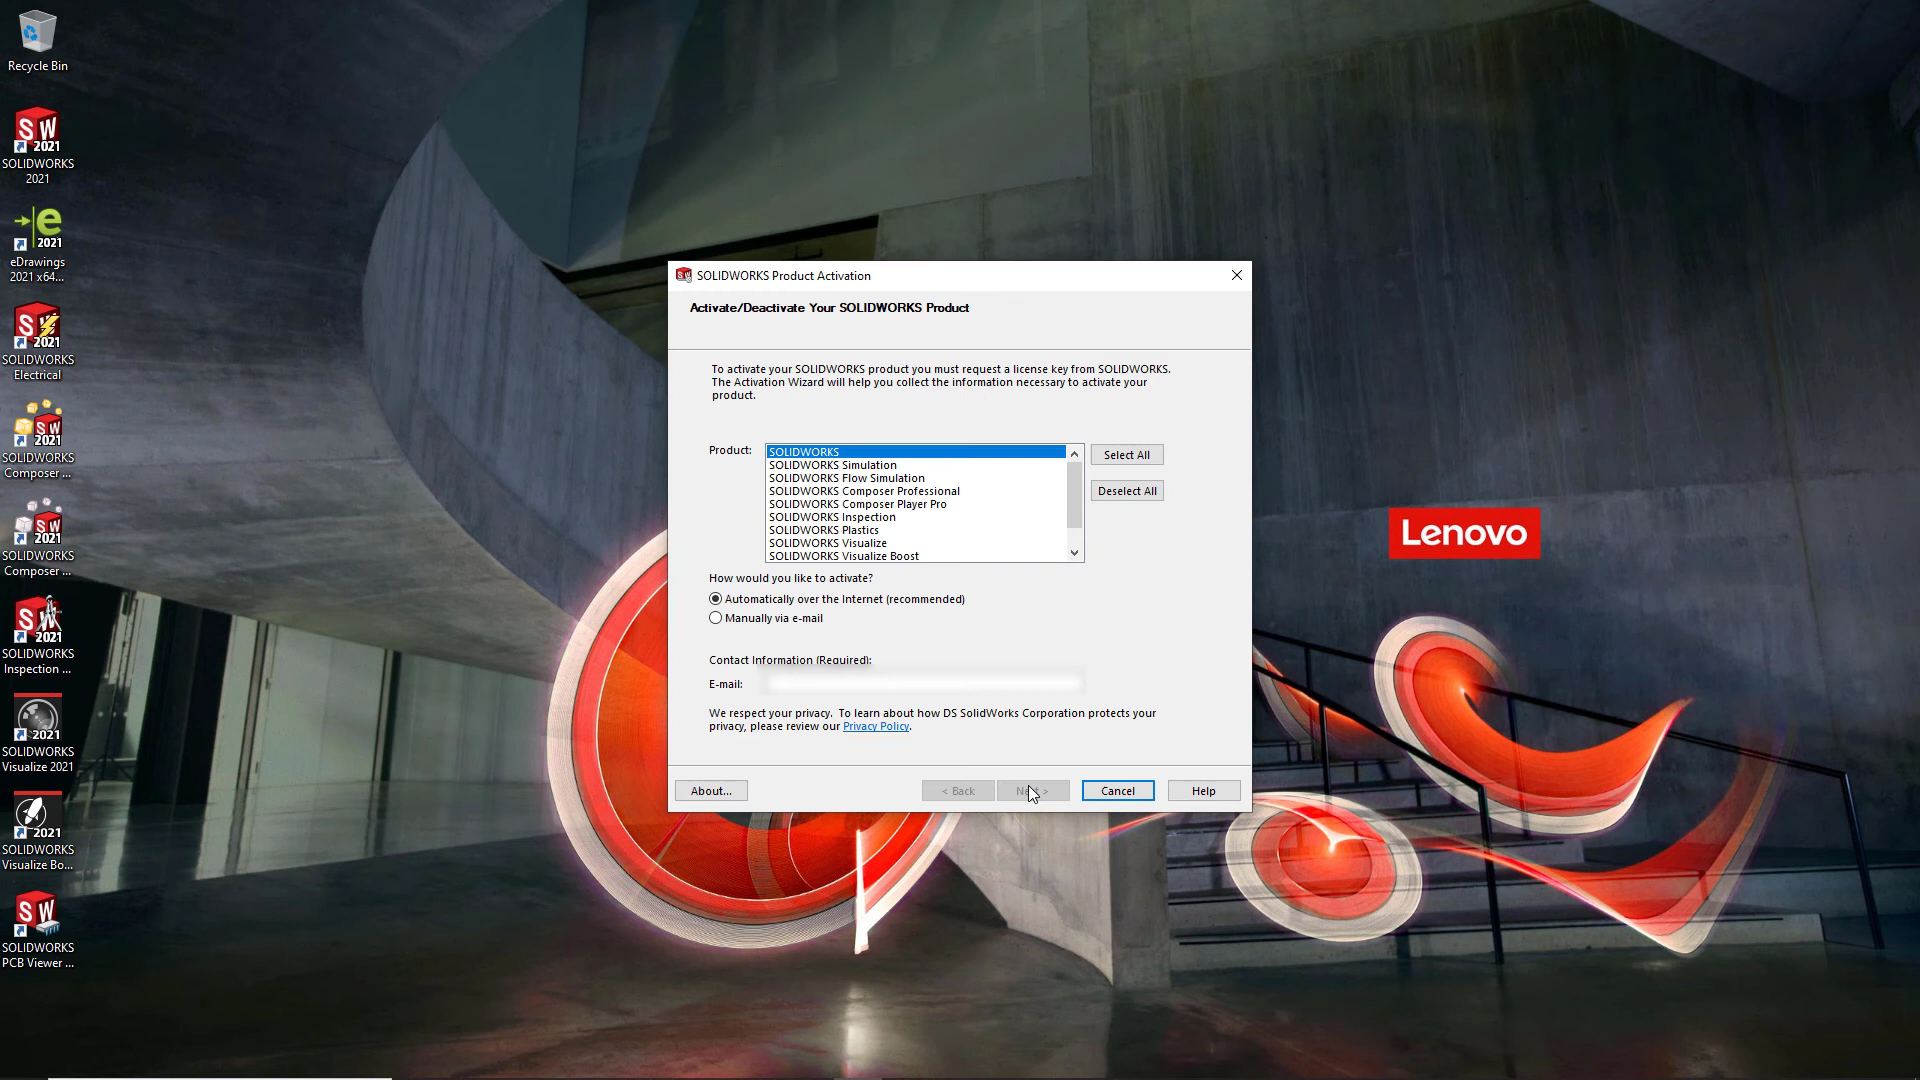 Recycle Bin
SW
2021
SOLIDWORKS
2021
e
2021
eDrawings
2021 x64...
SW
2021
SOLIDWORKS
Electrical
SW
2021
SOLIDWORKS
Composer ...
SW
2021
SOLIDWORKS
Composer ...
SW
2021
SOLIDWORKS
Inspection ...
2021
SOLIDWORKS
Visualize 2021
2021
SOLIDWORKS
Visualize Bo...
SW
SOLIDWORKS
PCB Viewer ...
SOLIDWORKS Product Activation
Activate/Deactivate Your SOLIDWORKS Product
To activate your SOLIDWORKS product you must request a license key from SOLIDWORKS.
The Activation Wizard will help you collect the information necessary to activate your
product.
Product:
SOLIDWORKS
SOLIDWORKS Simulation
SOLIDWORKS Flow Simulation
SOLIDWORKS Composer Professional
SOLIDWORKS Composer Player Pro
SOLIDWORKS Inspection
SOLIDWORKS Plastics
SOLIDWORKS Visualize
SOLIDWORKS Visualize Boost
Select All
Deselect All
How would you like to activate?
Automatically over the Internet (recommended)
Manually via e-mail
Contact Information (Required):
E-mail:
We respect your privacy. To learn about how DS SolidWorks Corporation protects your
privacy, please review our Privacy Policy.
About...
< Back
Next >
Cancel
Help
Lenovo